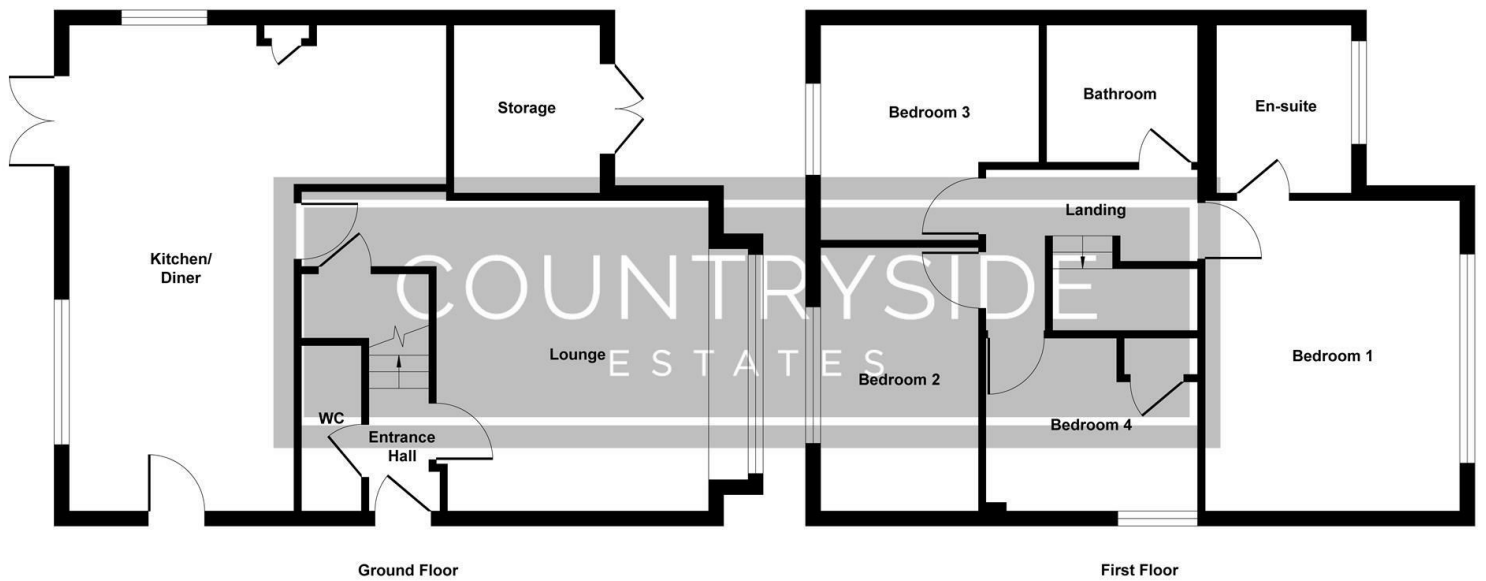 Storage
Kitchen/
Diner
Lounge
WC
Entrance
Hall
Ground Floor
Bedroom 3
Bathroom
En-suite
Landing
Bedroom 2
Bedroom 4
Bedroom 1
First Floor
COUNTRYSIDE
ESTATES